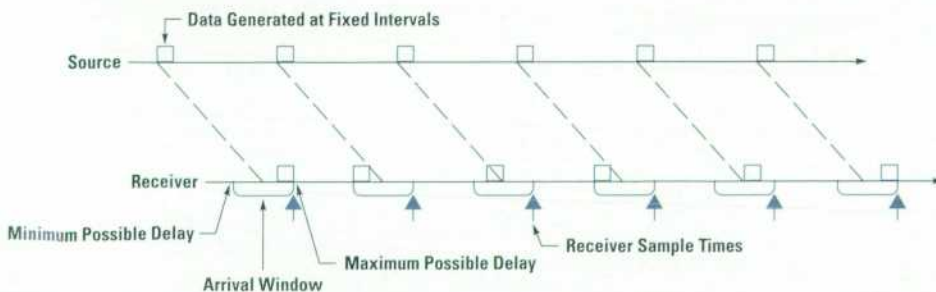 Data Generated at Fixed Intervals
Source
Receiver
Minimum Possible Delay
Receiver Sample Times
Maximum Possible Delay
Arrival Window